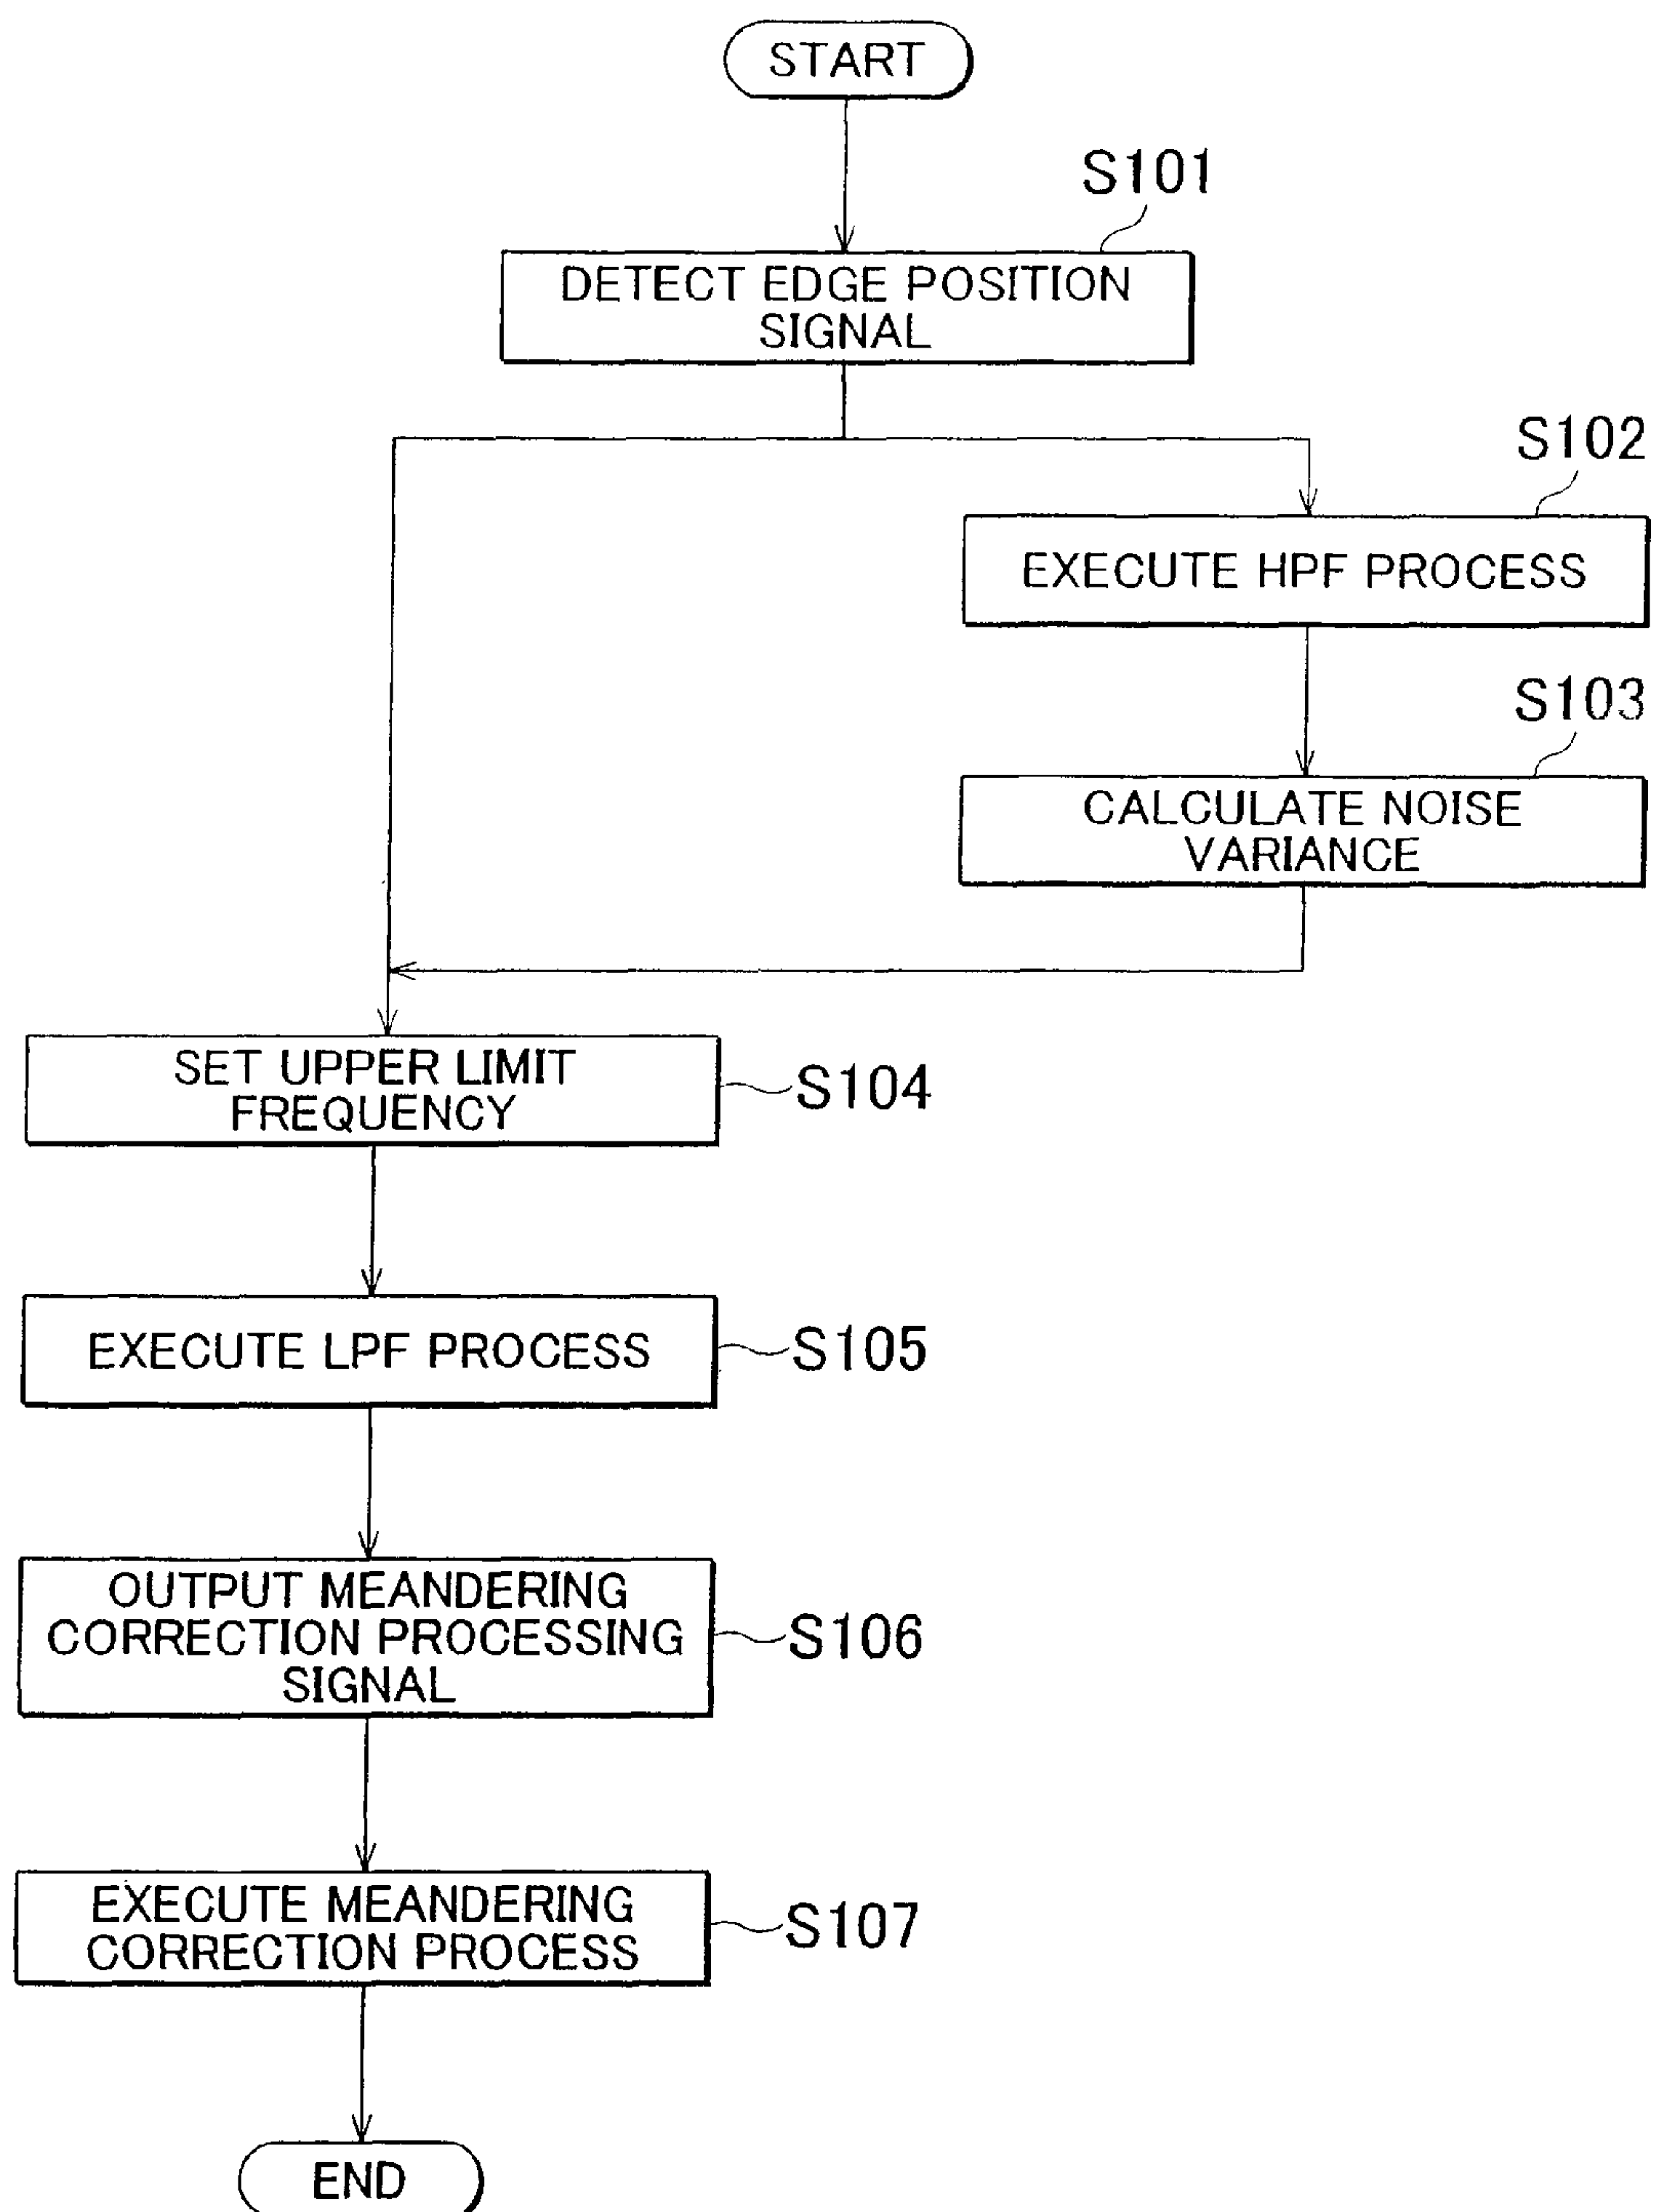 START
S101
DETECT EDGE POSITION
SIGNAL
S102
EXECUTE HPF PROCESS
S103
CALCULATE NOISE
VARIANCE
SET UPPER LIMIT
FREQUENCY
S104
EXECUTE LPF PROCESS
S105
OUTPUT MEANDERING
CORRECTION PROCESSING
SIGNAL
S106
EXECUTE MEANDERING
CORRECTION PROCESS
S107
END